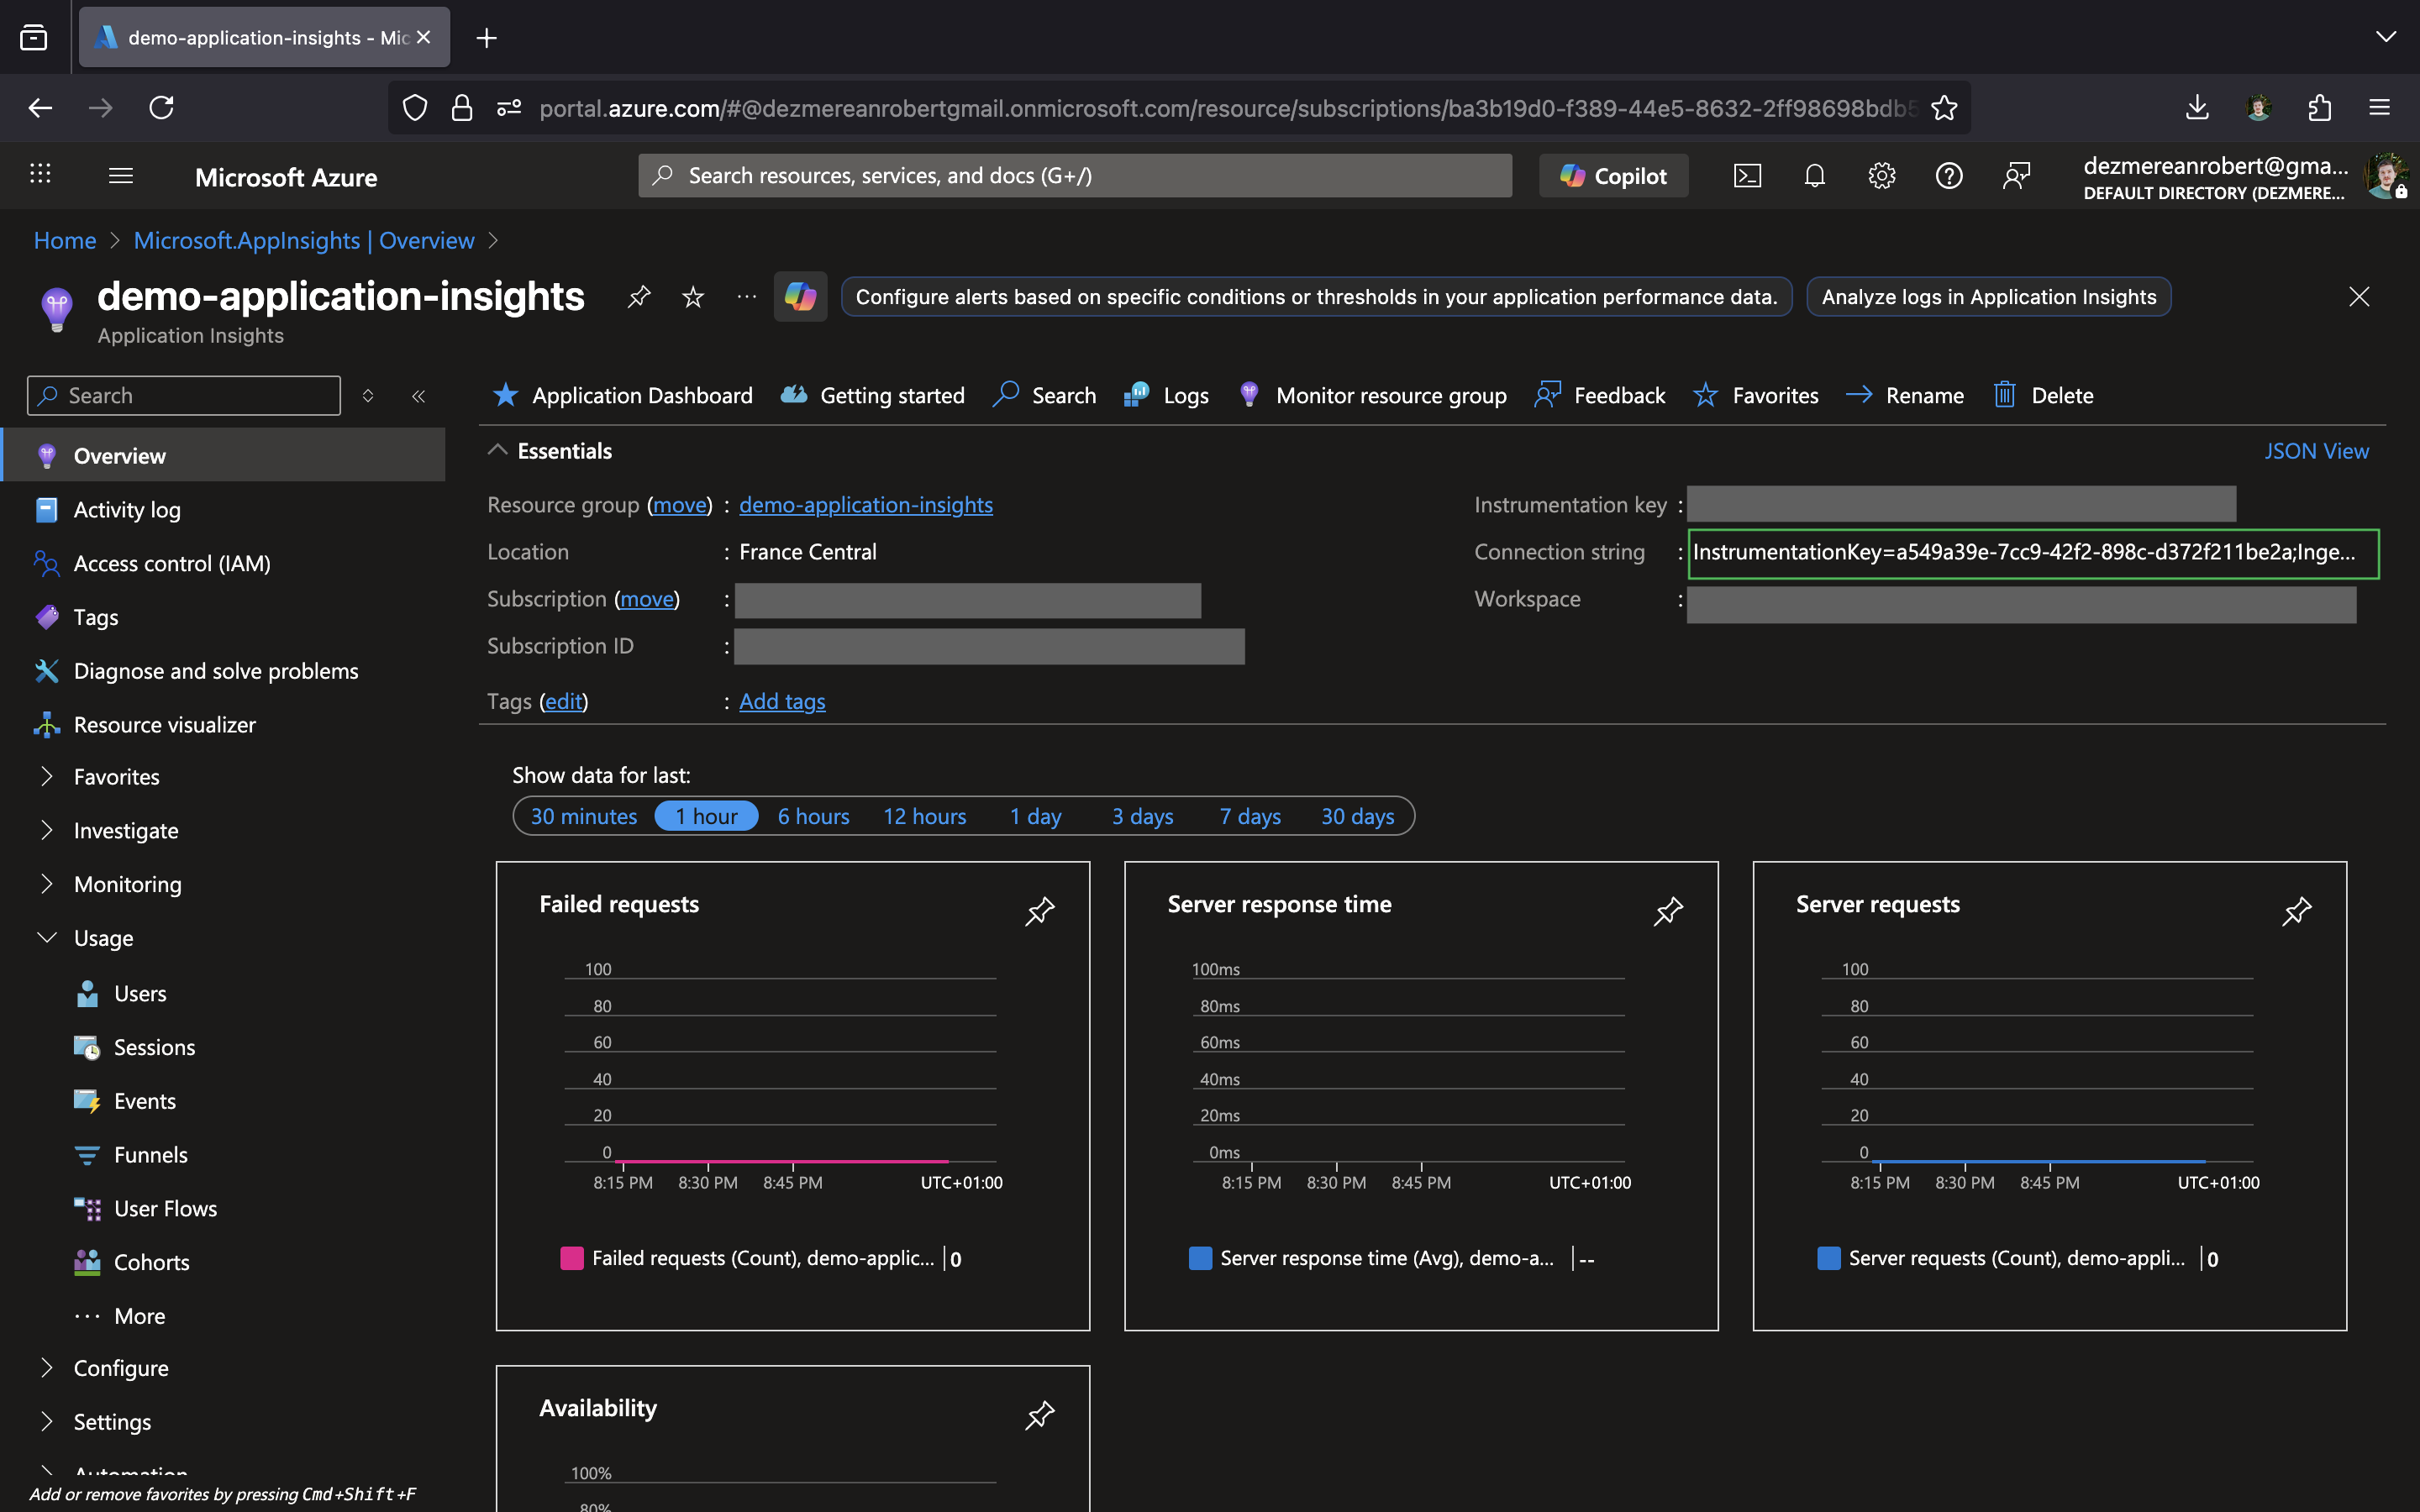 demo-application-insights - Mic
portal.azure.com/#@dezmereanrobertgmail.onmicrosoft.com/resource/subscriptions/ba3b19d0-f389-44e5-8632-2ff98698bdb5
Microsoft Azure
Search resources, services, and docs (G+/)
Copilot
dezmereanrobert@gma...
DEFAULT DIRECTORY (DEZMERE...
Home > Microsoft.AppInsights | Overview >
demo-application-insights
Application Insights
Configure alerts based on specific conditions or thresholds in your application performance data.
Analyze logs in Application Insights
Search
Overview
Activity log
Access control (IAM)
Tags
Diagnose and solve problems
Resource visualizer
Favorites
Investigate
Monitoring
Usage
Users
Sessions
Events
Funnels
User Flows
Cohorts
More
Configure
Settings
Automation
Add or remove favorites by pressing Cmd+Shift+F
Application Dashboard
Getting started
Search
Logs
Monitor resource group
Feedback
Favorites
Rename
Delete
Essentials
JSON View
Resource group (move) : demo-application-insights
Location : France Central
Subscription (move) :
Subscription ID :
Tags (edit) : Add tags
Instrumentation key :
Connection string : InstrumentationKey=a549a39e-7cc9-42f2-898c-d372f211be2a;Inge...
Workspace :
Show data for last:
30 minutes 1 hour 6 hours 12 hours 1 day 3 days 7 days 30 days
Failed requests
100
80
60
40
20
0
8:15 PM 8:30 PM 8:45 PM UTC+01:00
Failed requests (Count), demo-applic... 0
Server response time
100ms
80ms
60ms
40ms
20ms
0ms
8:15 PM 8:30 PM 8:45 PM UTC+01:00
Server response time (Avg), demo-a... --
Server requests
100
80
60
40
20
0
8:15 PM 8:30 PM 8:45 PM UTC+01:00
Server requests (Count), demo-appli... 0
Availability
100%
80%